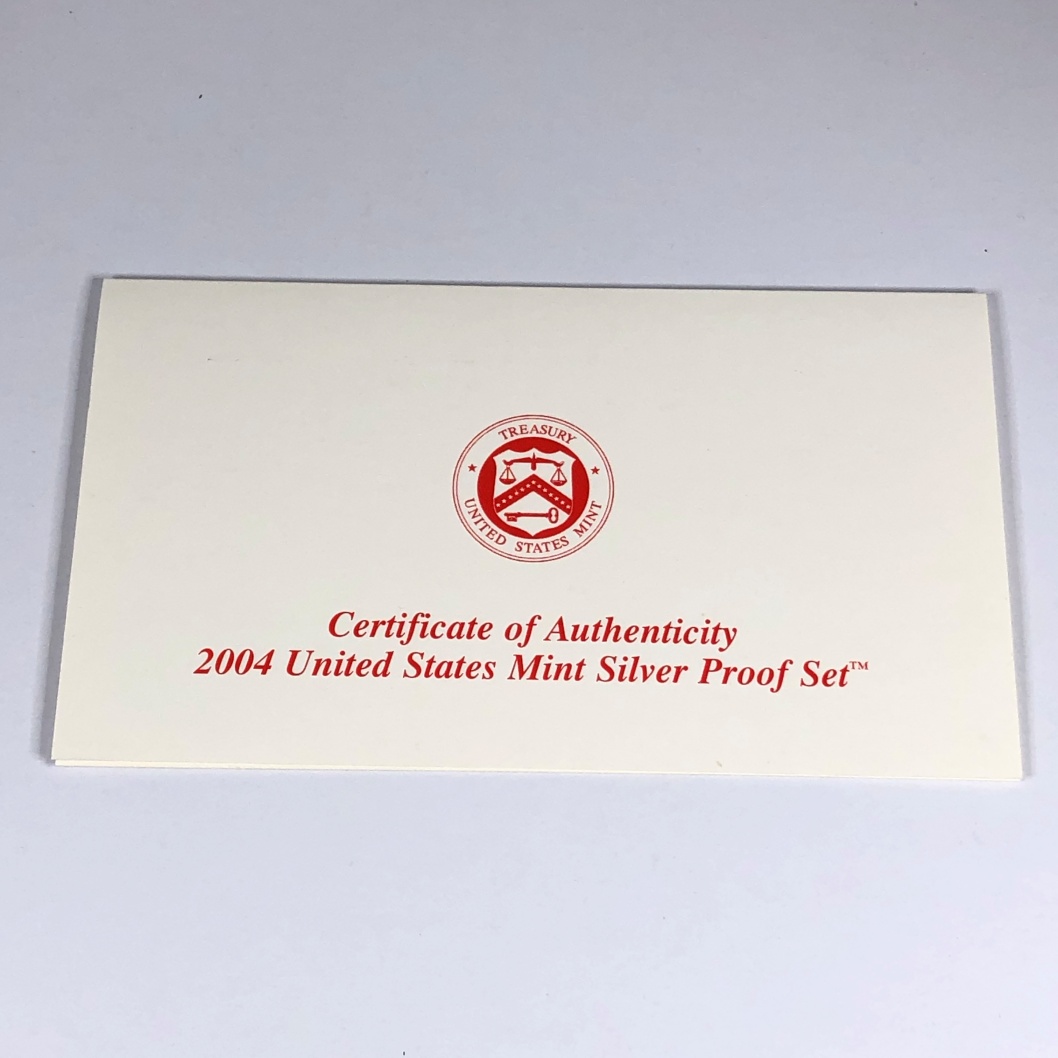 TREASURY
UNITED STATES MINT
Certificate of Authenticity
2004 United States Mint Silver Proof Set™